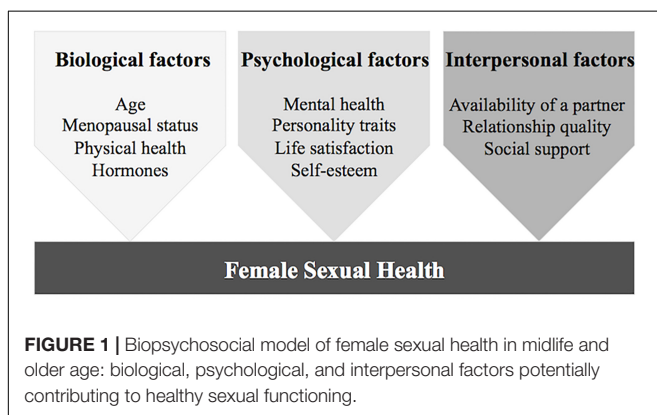 Biological factors
Age
Menopausal status
Physical health
Hormones
Psychological factors
Mental health
Personality traits
Life satisfaction
Self-esteem
Interpersonal factors
Availability of a partner
Relationship quality
Social support
Female Sexual Health
FIGURE 1 | Biopsychosocial model of female sexual health in midlife and
older age: biological, psychological, and interpersonal factors potentially
contributing to healthy sexual functioning.